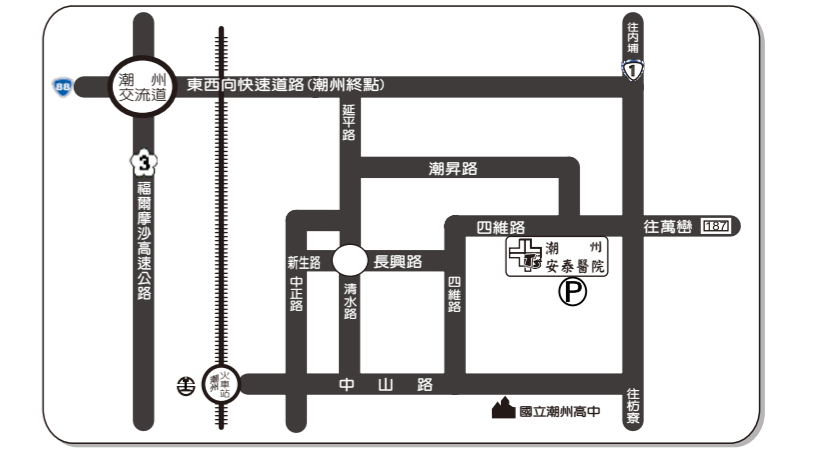 往內埔
1
88
潮 州
交流道
東西向快速道路(潮州終點)
延平路
3
潮昇路
福爾摩沙高速公路
四維路
往萬巒 187
潮 州
安泰醫院
新生路
長興路
中正路
清水路
四維路
P
潮州
火車站
中 山 路
往枋寮
國立潮州高中